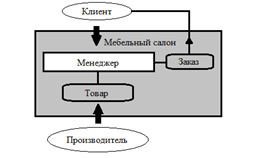 Клиент
Мебельный салон
Менеджер
Заказ
Товар
Производитель